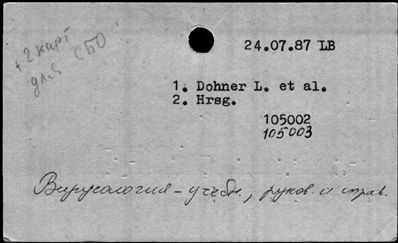 +2 карт
для СБО
24.07.87 LB
1. Dohner L. et al.
2. Hrsg.
105002
105003
Вирусология – учебн., руков. и справ.